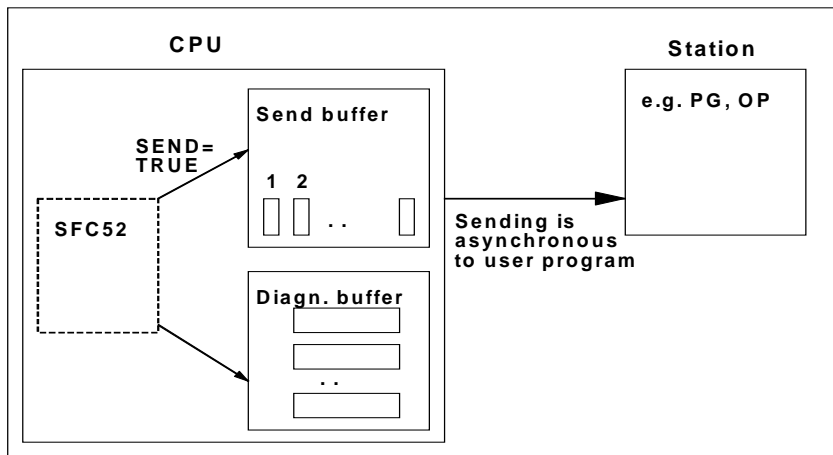 CPU
Station
Send buffer
e.g. PG, OP
SEND=
TRUE
1 2
. .
SFC52
Sending is
asynchronous
to user program
Diagn. buffer
. .